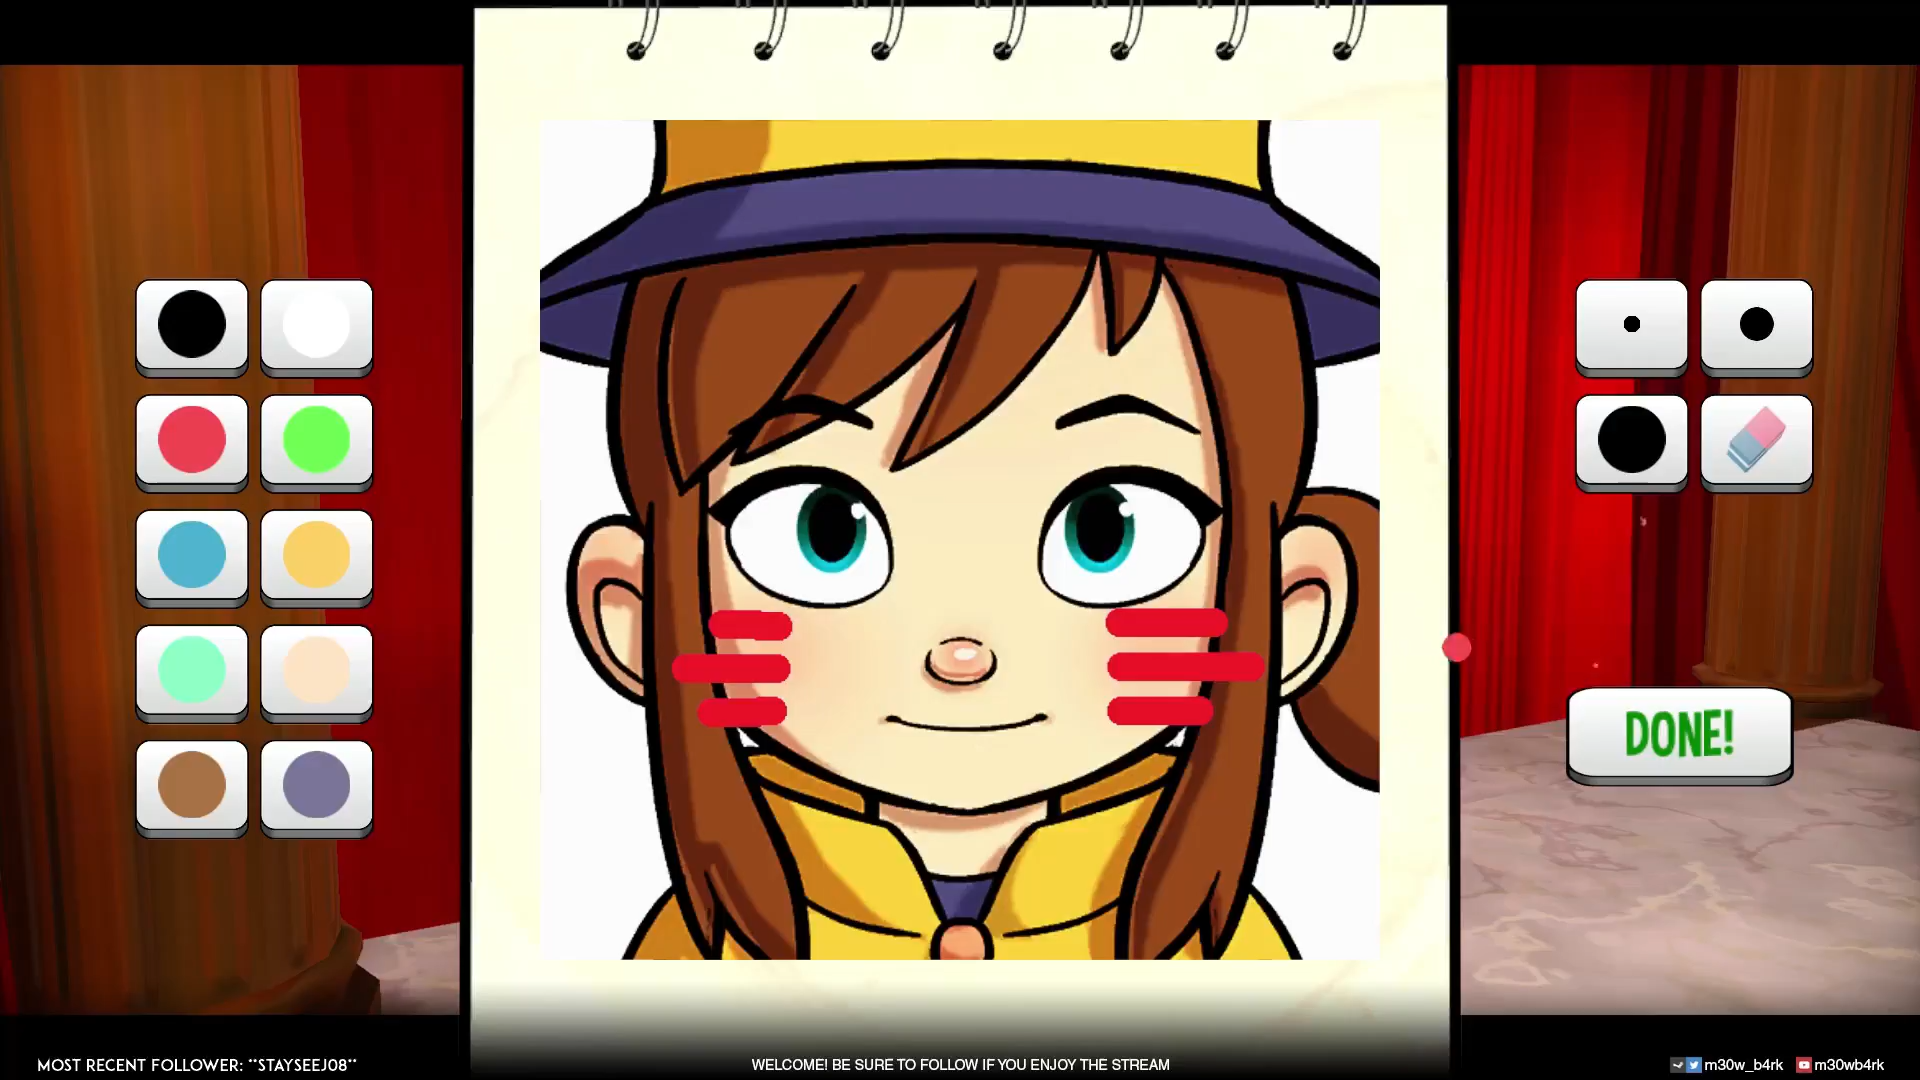 DONE!
MOST RECENT FOLLOWER: "STAYSEEJ08"
WELCOME! BE SURE TO FOLLOW IF YOU ENJOY THE STREAM
m30w_b4rk
m30wb4rk